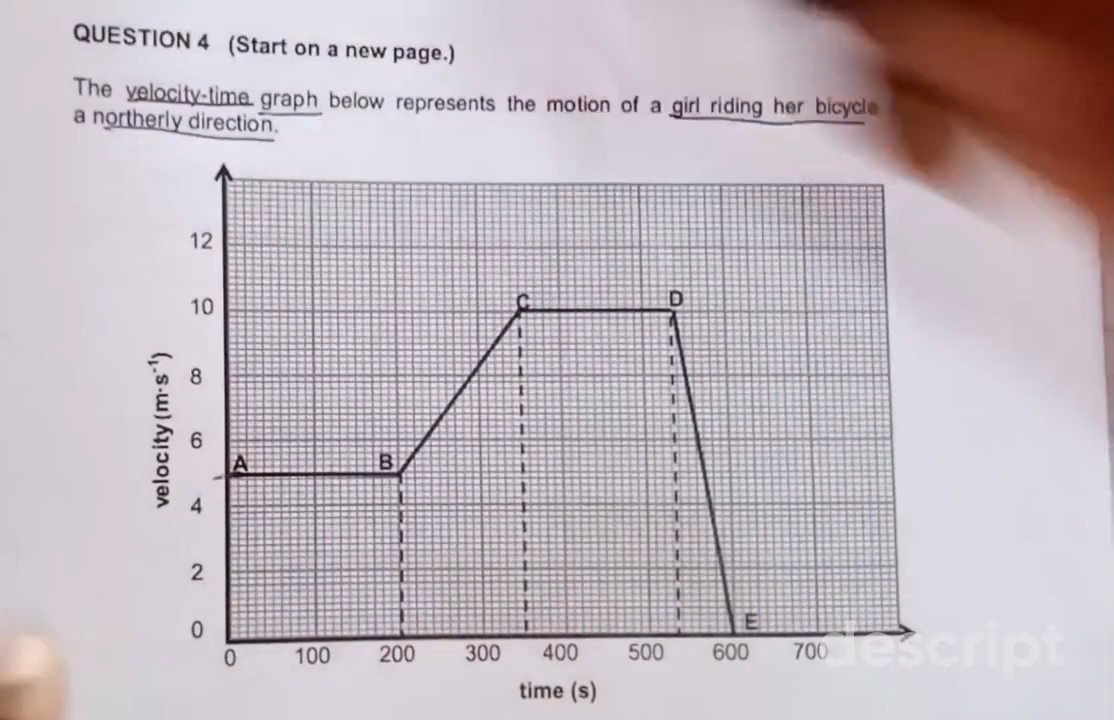 QUESTION 4 (Start on a new page.)
The velocity-time graph below represents the motion of a girl riding her bicycle
a northerly direction.
12
10
8
6
4
2
0
velocity (m·s⁻¹)
A
B
C
D
E
0 100 200 300 400 500 600 700
time (s)
descript